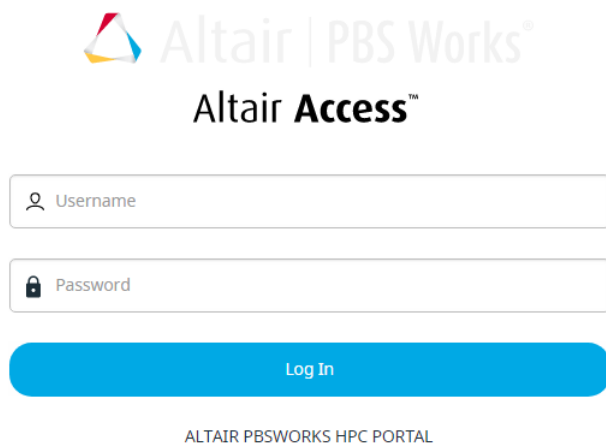 Altair | PBS Works®
Altair Access™
Username
Password
Log In
ALTAIR PBSWORKS HPC PORTAL